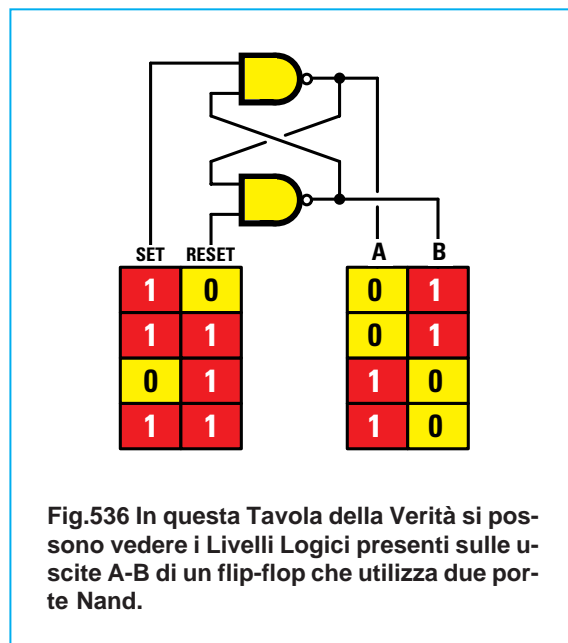 SET RESET A B
1 0 0 1
1 1 0 1
0 1 1 0
1 1 1 0
Fig.536 In questa Tavola della Verità si pos-
sono vedere i Livelli Logici presenti sulle u-
scite A-B di un flip-flop che utilizza due por-
te Nand.